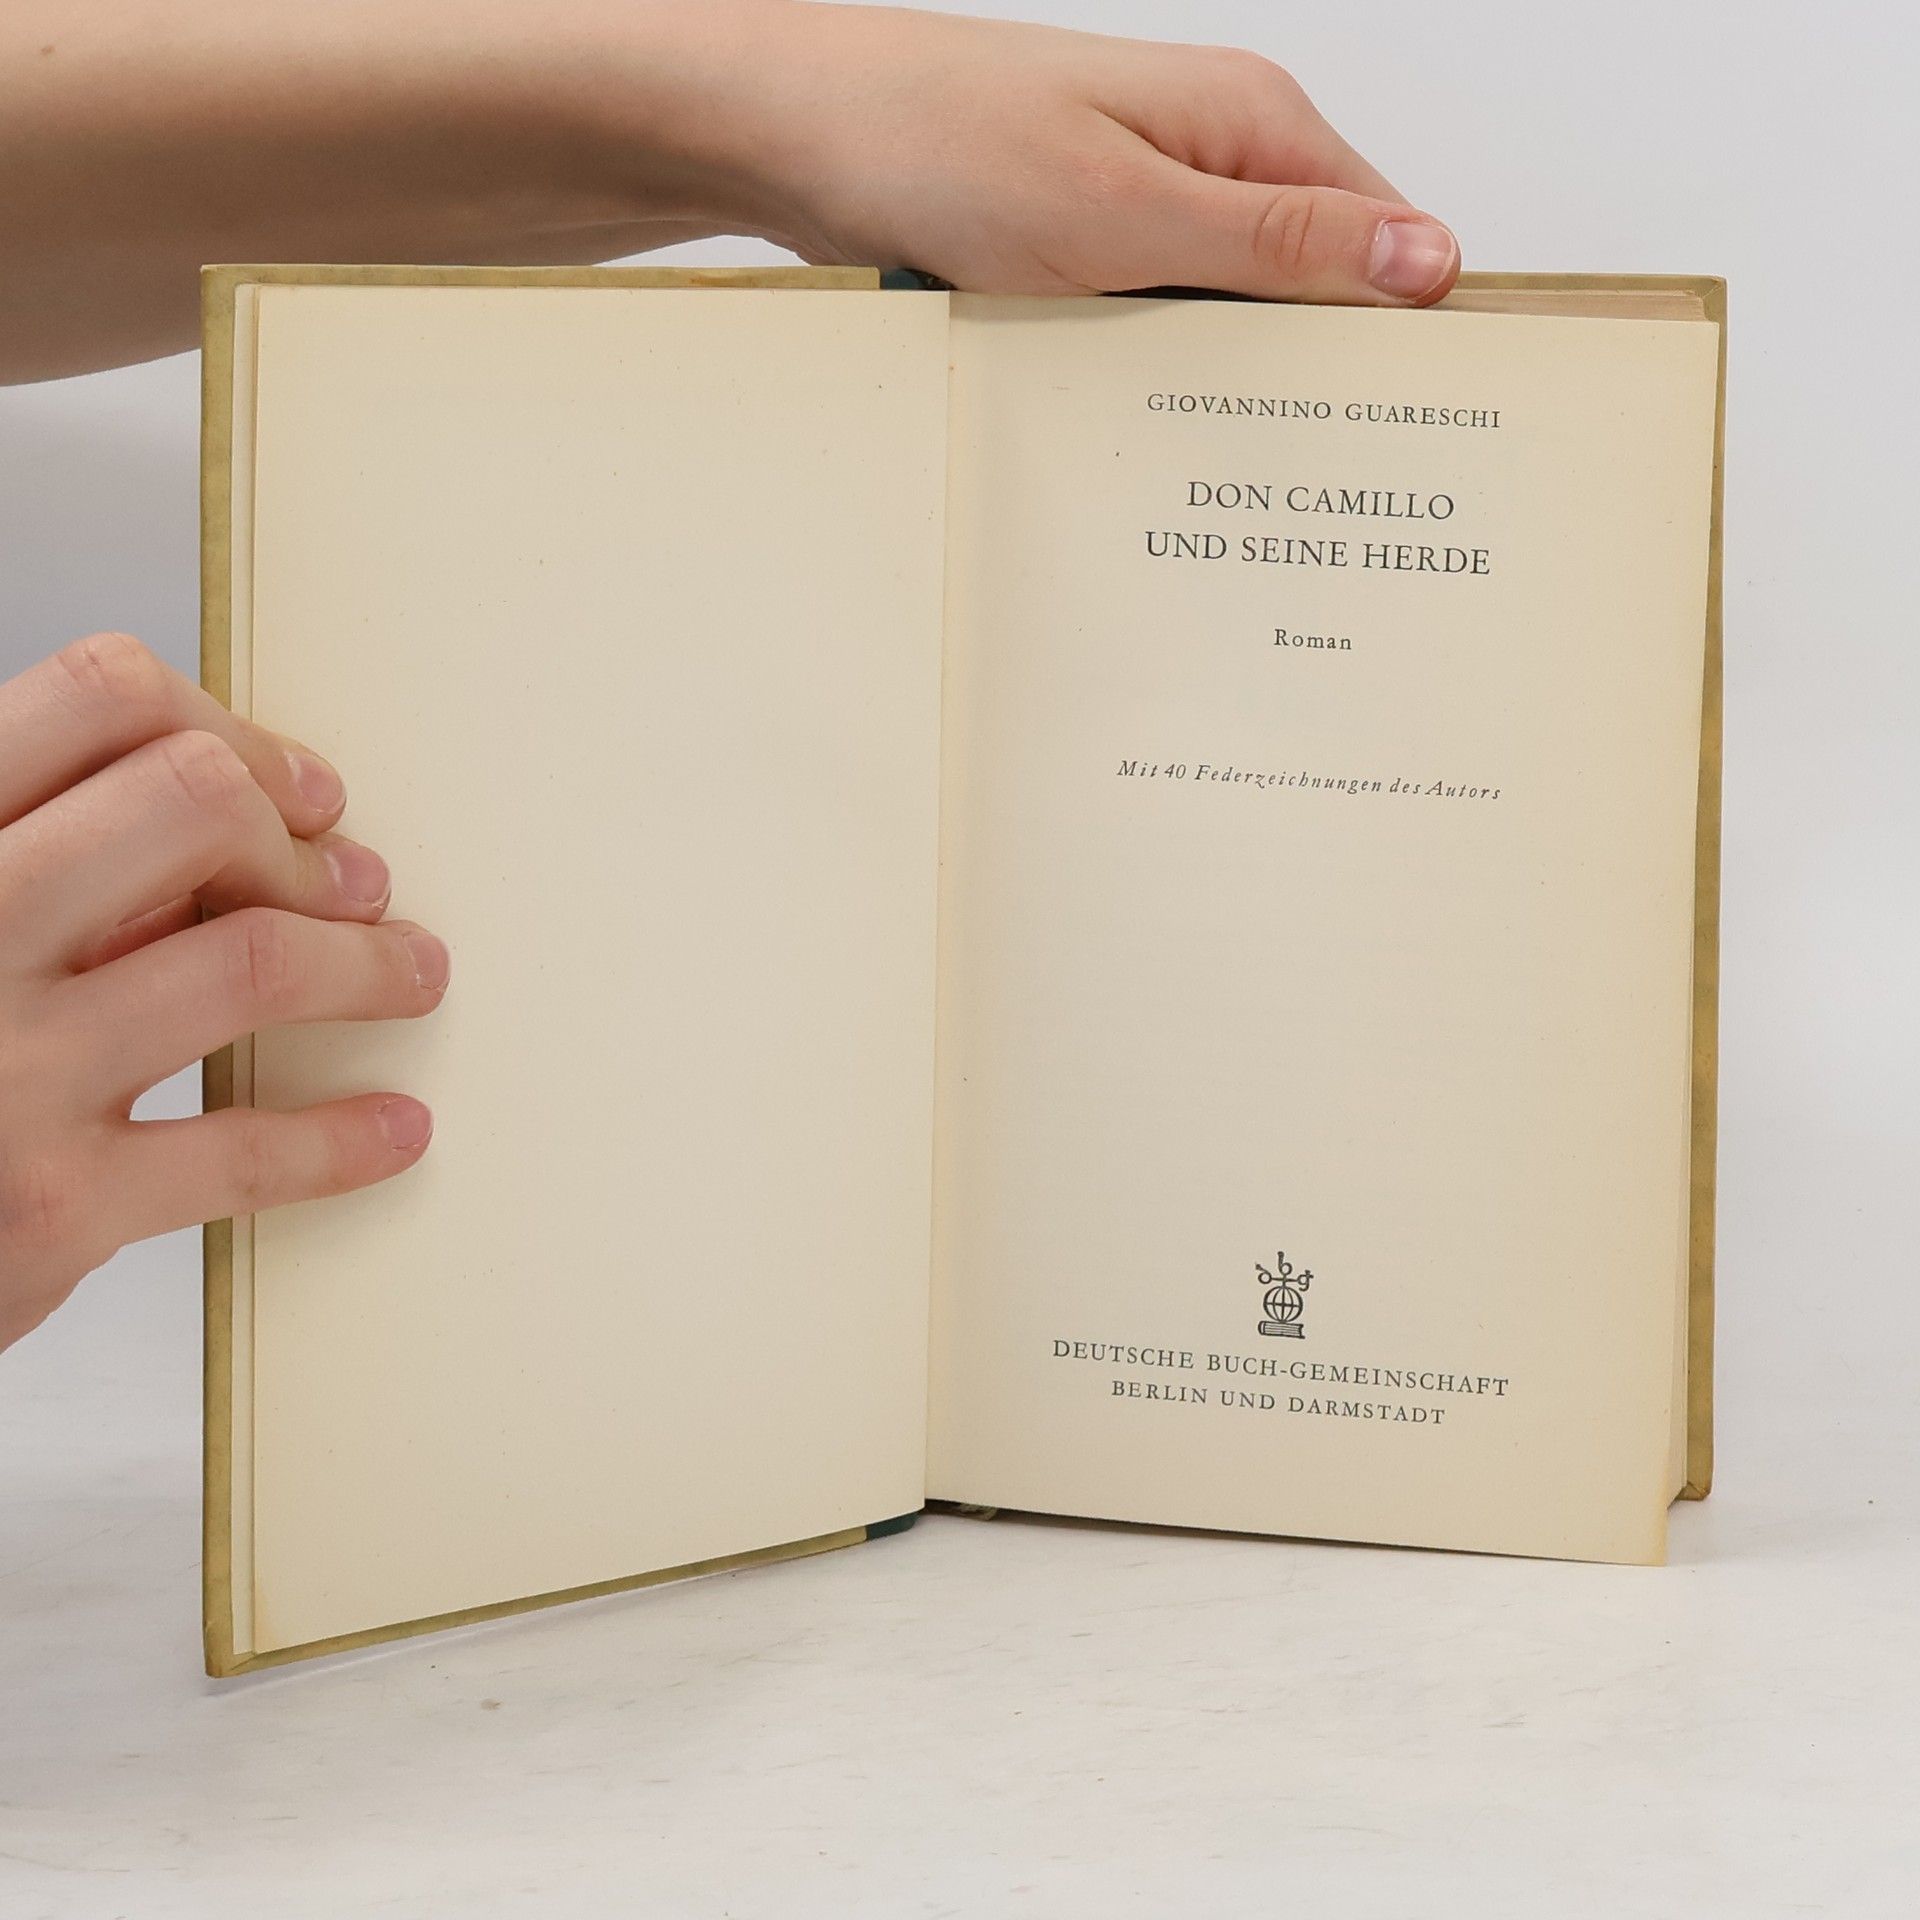 GIOVANNINO GUARESCHI
DON CAMILLO
UND SEINE HERDE
Roman
Mit 40 Federzeichnungen des Autors
dbg
DEUTSCHE BUCH-GEMEINSCHAFT
BERLIN UND DARMSTADT